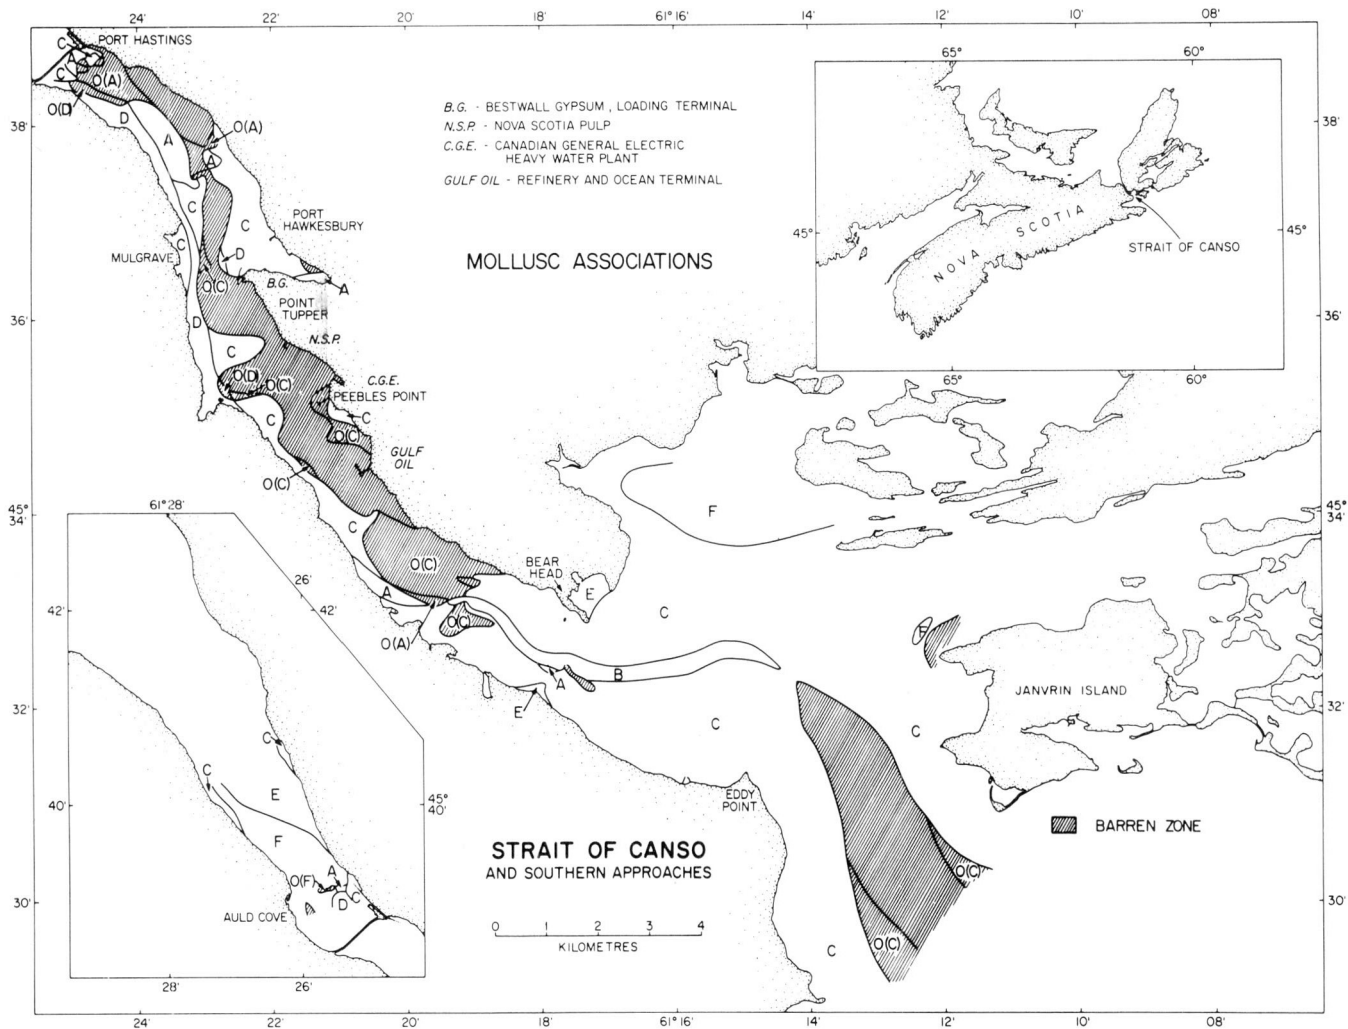 24'
22'
20'
18'
61° 16'
14'
12'
10'
08'
PORT HASTINGS
C
A
C
O(A)
O(D)
D
A
O(A)
A
38'
B.G. - BESTWALL GYPSUM, LOADING TERMINAL
N.S.P. - NOVA SCOTIA PULP
C.G.E. - CANADIAN GENERAL ELECTRIC
HEAVY WATER PLANT
GULF OIL - REFINERY AND OCEAN TERMINAL
65°
60°
38'
45°
NOVA SCOTIA
45°
STRAIT OF CANSO
65°
60°
C
C
PORT
HAWKESBURY
MULGRAVE
C
D
MOLLUSC ASSOCIATIONS
B.G.
A
O(C)
POINT
TUPPER
36'
D
36'
N.S.P.
C
O(D)
O(C)
C.G.E.
PEEBLES POINT
C
C
O(C)
GULF
OIL
O(C)
45°
34'
C
F
45°
34'
O(C)
BEAR
HEAD
E
C
A
O(C)
O(A)
F
A
B
E
JANVRIN ISLAND
C
C
32'
32'
EDDY
POINT
BARREN ZONE
STRAIT OF CANSO
AND SOUTHERN APPROACHES
O(C)
30'
30'
0 1 2 3 4
KILOMETRES
O(C)
C
61° 28'
26'
42'
42'
C
C
E
40'
45°
40'
F
A
O(F)
D
C
AULD COVE
28'
26'
24'
22'
20'
18'
61° 16'
14'
12'
10'
08'